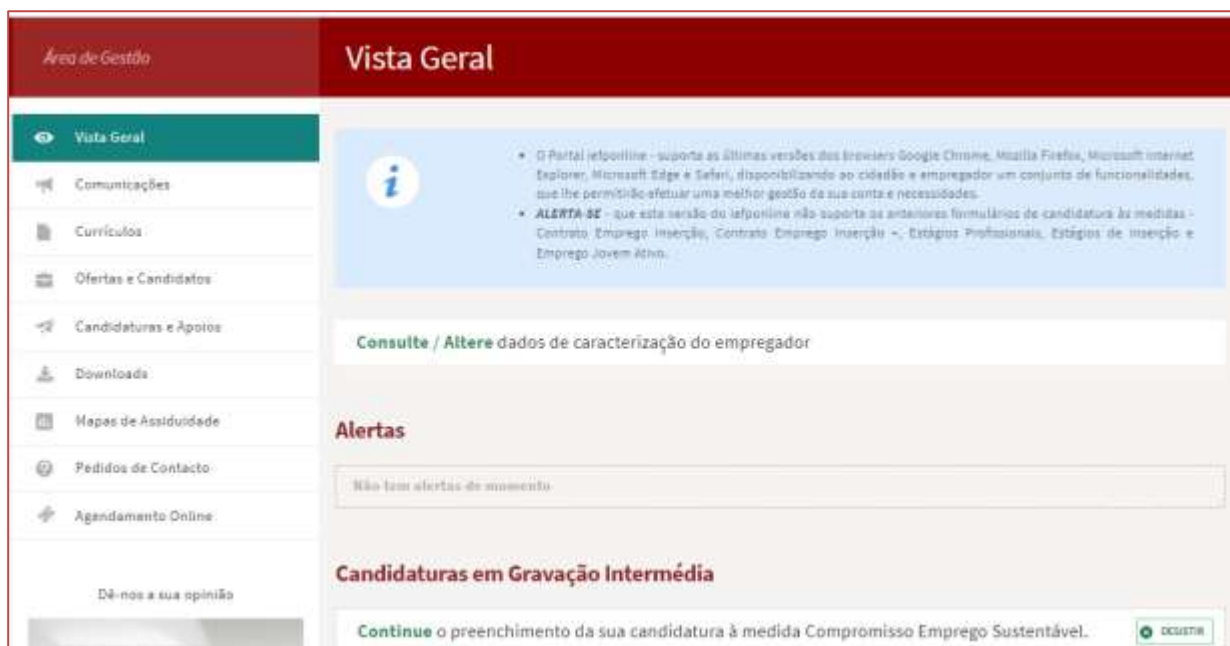 Área de Gestão
Vista Geral
Vista Geral
Comunicações
Currículos
Ofertas e Candidatos
Candidaturas e Apoios
Downloads
Mapas de Assiduidade
Pedidos de Contacto
Agendamento Online
Dê-nos a sua opinião
• O Portal iefponline - suporta as últimas versões dos browsers Google Chrome, Mozilla Firefox, Microsoft Internet
Explorer, Microsoft Edge e Safari, disponibilizando ao cidadão e empregador um conjunto de funcionalidades,
que lhe permitirão efetuar uma melhor gestão da sua conta e necessidades.
• ALERTA-SE - que esta versão do iefponline não suporta os anteriores formulários de candidatura às medidas -
Contrato Emprego Inserção, Contrato Emprego Inserção +, Estágios Profissionais, Estágios de Inserção e
Emprego Jovem Ativo.
Consulte / Altere dados de caracterização do empregador
Alertas
Não tem alertas de momento
Candidaturas em Gravação Intermédia
Continue o preenchimento da sua candidatura à medida Compromisso Emprego Sustentável.
DESISTIR